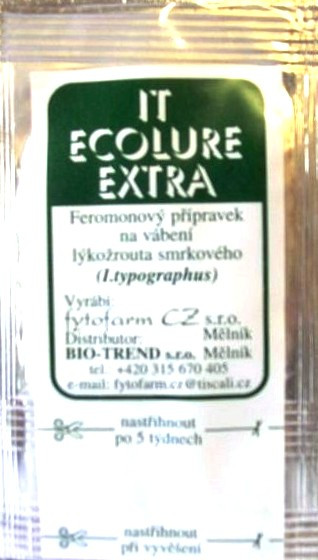 IT
ECOLURE
EXTRA
Feromonový přípravek
na vábení
lýkožrouta smrkového
(I.typographus)
Vyrábí:
fytofarm CZ s.r.o.
Mělník
Distributor:
BIO-TREND s.r.o. Mělník
tel. +420 315 670 405
e-mail: fytofarm.cz@tiscali.cz
nastřihnout
po 5 týdnech
nastřihnout
při vyvěšení